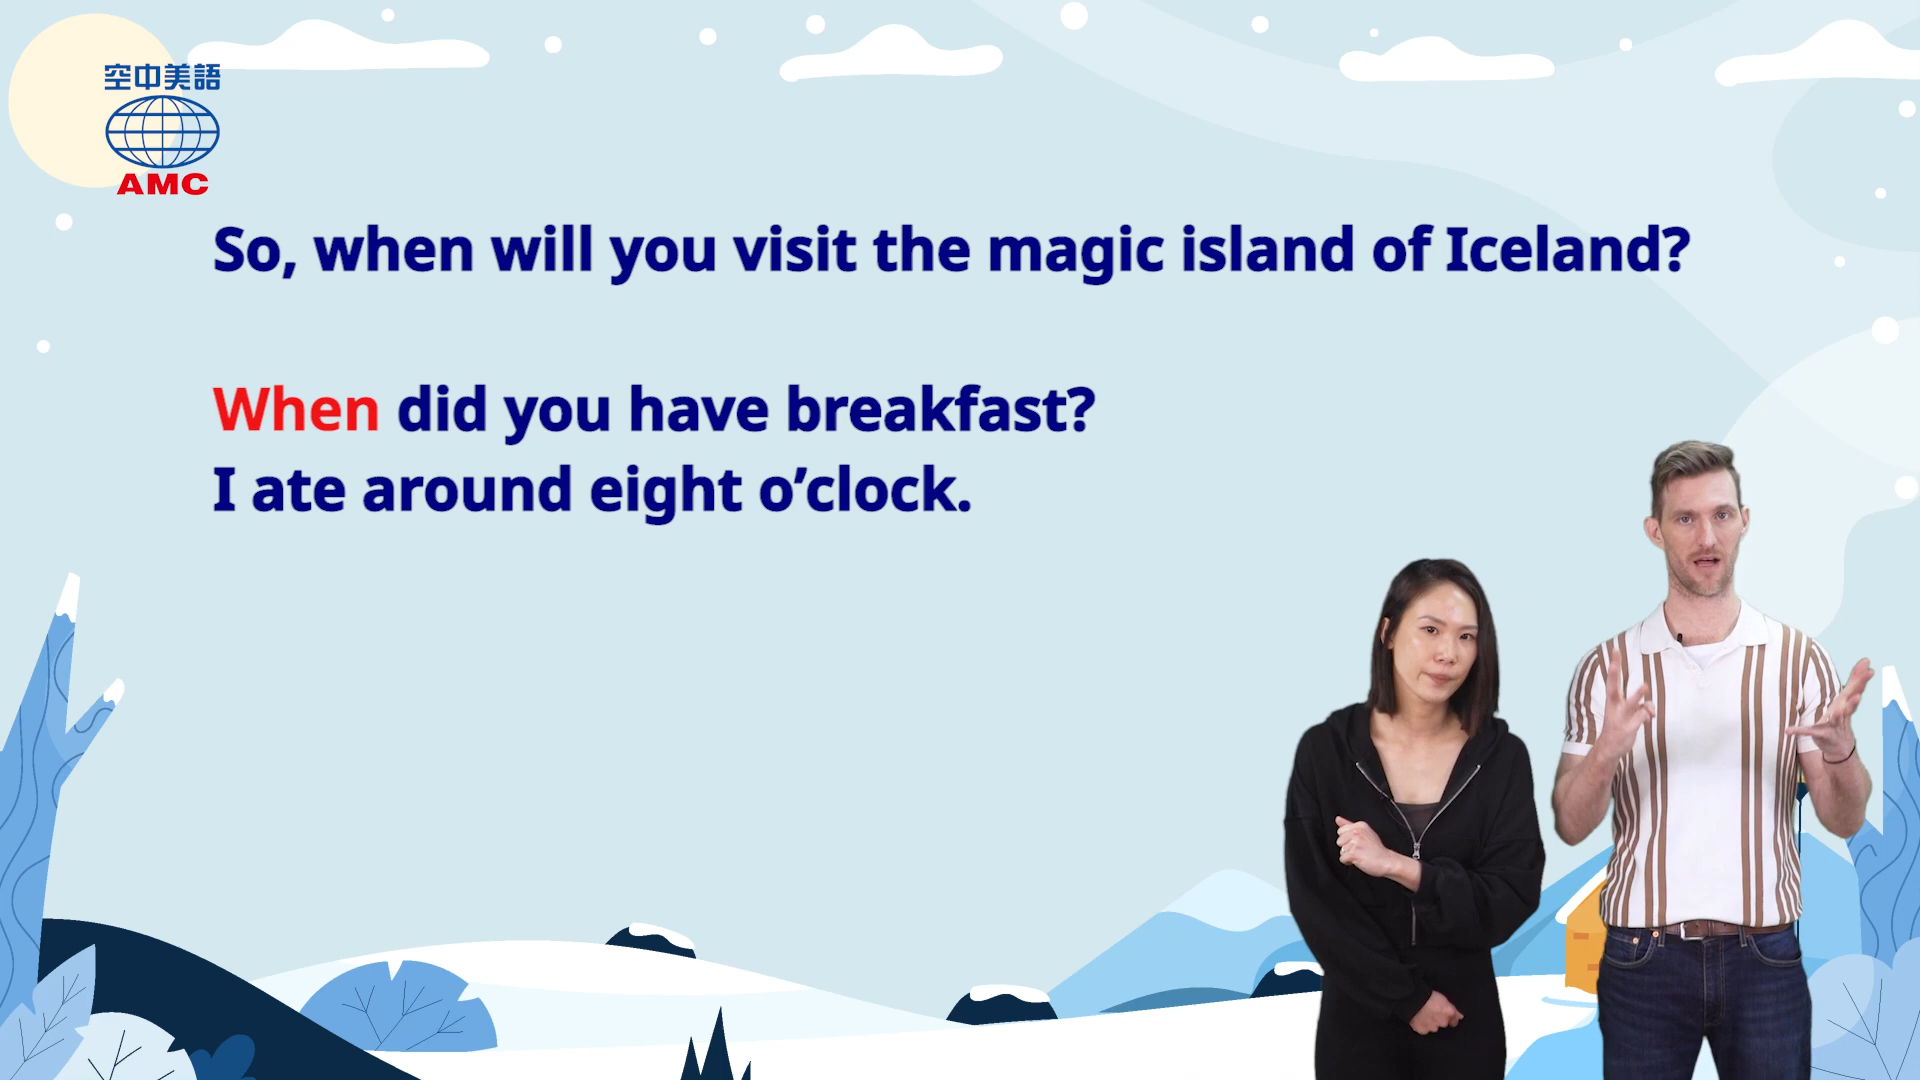 空中美語
AMC
So, when will you visit the magic island of Iceland?
When did you have breakfast?
I ate around eight o’clock.